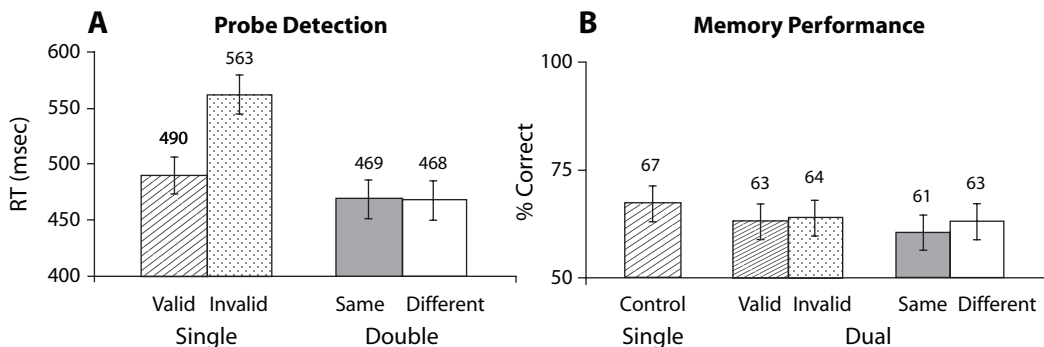 A Probe Detection
600
550
500
450
400
RT (msec)
490
563
469
468
Valid Invalid Same Different
Single Double
B Memory Performance
100
75
50
% Correct
67
63
64
61
63
Control Valid Invalid Same Different
Single Dual